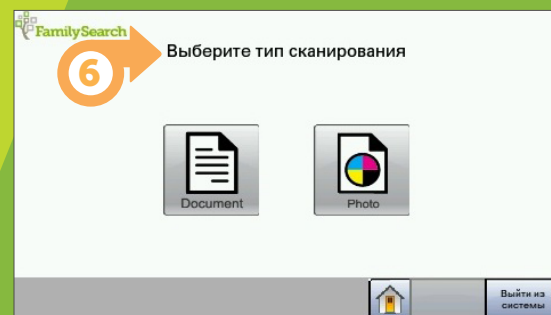 FamilySearch
6
Выберите тип сканирования
Document
Photo
Выйти из
системы